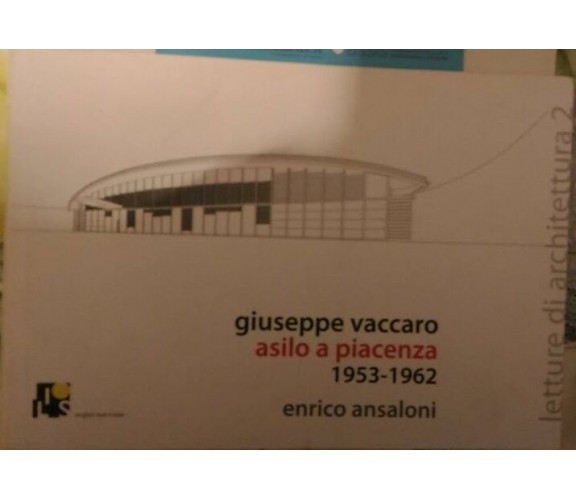 giuseppe vaccaro
asilo a piacenza
1953-1962
enrico ansaloni
letture di architettura 2